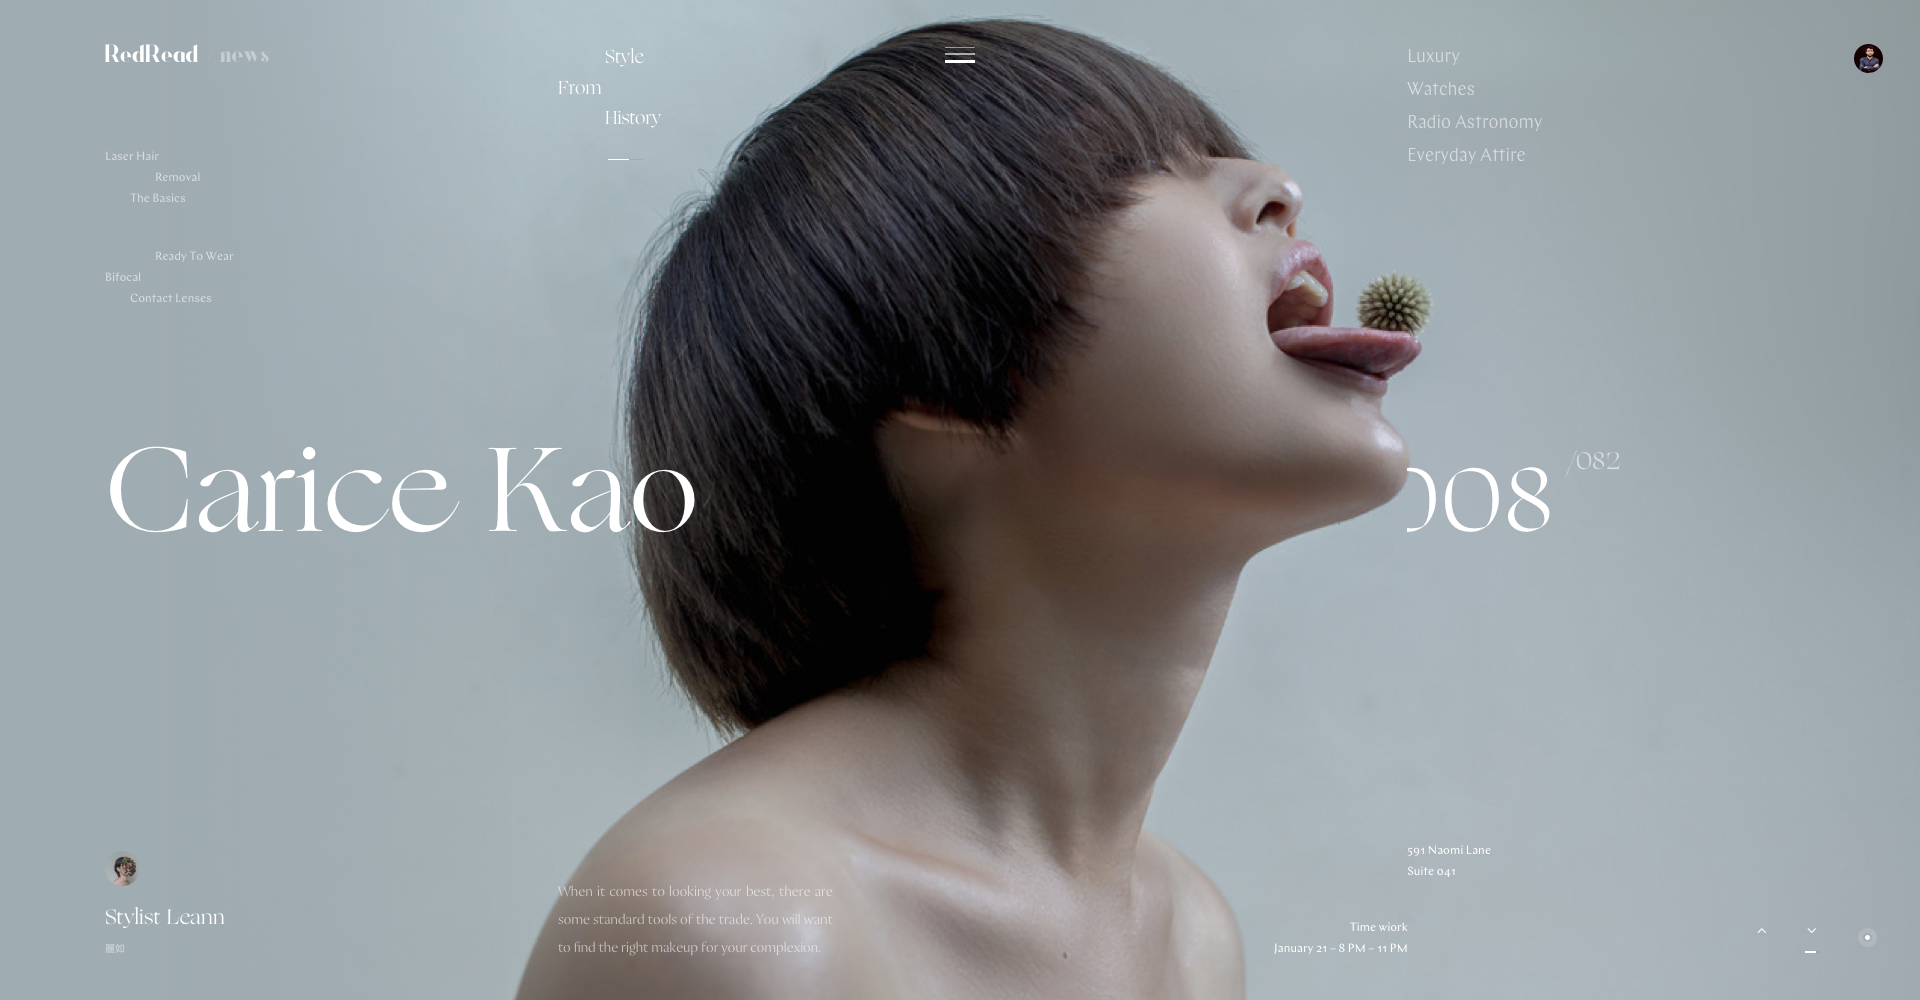 RedRead / news
Style
From
History
Luxury
Watches
Radio Astronomy
Everyday Attire
Laser Hair
Removal
The Basics
Ready To Wear
Bifocal
Contact Lenses
Carice Kao
008 /082
Stylist Leann
麗如
When it comes to looking your best, there are
some standard tools of the trade. You will want
to find the right makeup for your complexion.
591 Naomi Lane
Suite 041
Time wiork
January 21 – 8 PM – 11 PM